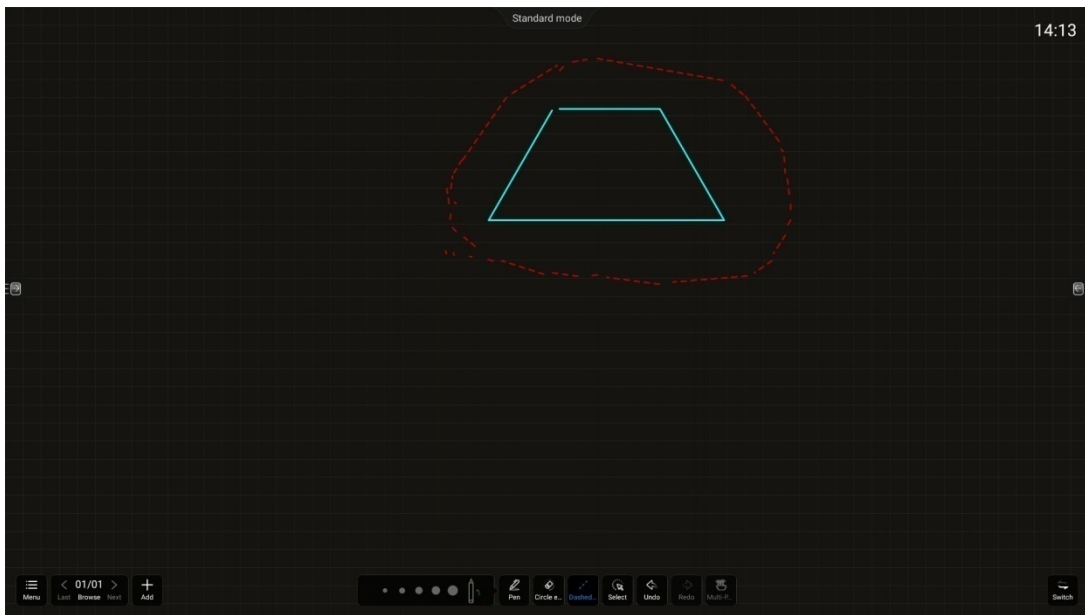 Standard mode
14:13
01/01
Menu Last Browse Next Add
Pen Circle e... Dashed... Select Undo Redo Multi-P... Switch